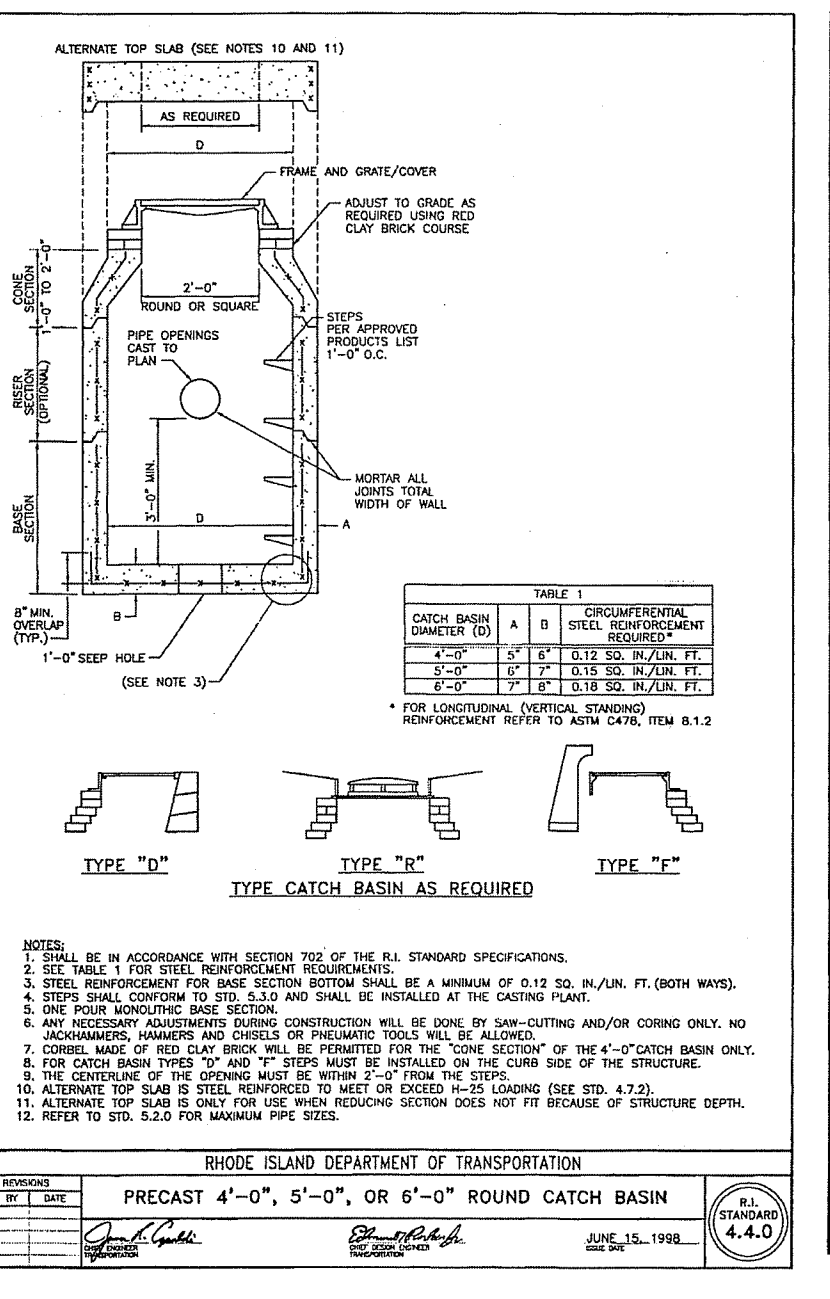 ALTERNATE TOP SLAB (SEE NOTES 10 AND 11)
AS REQUIRED
D
FRAME AND GRATE/COVER
ADJUST TO GRADE AS
REQUIRED USING RED
CLAY BRICK COURSE
CONE
SECTION
1'-0" TO 2'-0"
2'-0"
ROUND OR SQUARE
STEPS
PER APPROVED
PRODUCTS LIST
1'-0" O.C.
PIPE OPENINGS
CAST TO
PLAN
RISER
SECTION
(OPTIONAL)
3'-0" MIN.
MORTAR ALL
JOINTS TOTAL
WIDTH OF WALL
BASE
SECTION
D
A
8" MIN.
OVERLAP
(TYP.)
B
1'-0" SEEP HOLE
(SEE NOTE 3)
TABLE 1
CATCH BASIN DIAMETER (D) A B CIRCUMFERENTIAL STEEL REINFORCEMENT REQUIRED*
4'-0" 5" 6" 0.12 SQ. IN./LIN. FT.
5'-0" 6" 7" 0.15 SQ. IN./LIN. FT.
6'-0" 7" 8" 0.18 SQ. IN./LIN. FT.
* FOR LONGITUDINAL (VERTICAL STANDING)
REINFORCEMENT REFER TO ASTM C478, ITEM 8.1.2
TYPE "D"
TYPE "R"
TYPE "F"
TYPE CATCH BASIN AS REQUIRED
NOTES:
1. SHALL BE IN ACCORDANCE WITH SECTION 702 OF THE R.I. STANDARD SPECIFICATIONS.
2. SEE TABLE 1 FOR STEEL REINFORCEMENT REQUIREMENTS.
3. STEEL REINFORCEMENT FOR BASE SECTION BOTTOM SHALL BE A MINIMUM OF 0.12 SQ. IN./LIN. FT. (BOTH WAYS).
4. STEPS SHALL CONFORM TO STD. 5.3.0 AND SHALL BE INSTALLED AT THE CASTING PLANT.
5. ONE POUR MONOLITHIC BASE SECTION.
6. ANY NECESSARY ADJUSTMENTS DURING CONSTRUCTION WILL BE DONE BY SAW-CUTTING AND/OR CORING ONLY. NO
JACKHAMMERS, HAMMERS AND CHISELS OR PNEUMATIC TOOLS WILL BE ALLOWED.
7. CORBEL MADE OF RED CLAY BRICK WILL BE PERMITTED FOR THE "CONE SECTION" OF THE 4'-0" CATCH BASIN ONLY.
8. FOR CATCH BASIN TYPES "D" AND "F" STEPS MUST BE INSTALLED ON THE CURB SIDE OF THE STRUCTURE.
9. THE CENTERLINE OF THE OPENING MUST BE WITHIN 2'-0" FROM THE STEPS.
10. ALTERNATE TOP SLAB IS STEEL REINFORCED TO MEET OR EXCEED H-25 LOADING (SEE STD. 4.7.2).
11. ALTERNATE TOP SLAB IS ONLY FOR USE WHEN REDUCING SECTION DOES NOT FIT BECAUSE OF STRUCTURE DEPTH.
12. REFER TO STD. 5.2.0 FOR MAXIMUM PIPE SIZES.
RHODE ISLAND DEPARTMENT OF TRANSPORTATION
REVISIONS
BY DATE
PRECAST 4'-0", 5'-0", OR 6'-0" ROUND CATCH BASIN
R.I.
STANDARD
4.4.0
CHIEF ENGINEER
TRANSPORTATION
CHIEF DESIGN ENGINEER
TRANSPORTATION
JUNE 15, 1998
ISSUE DATE